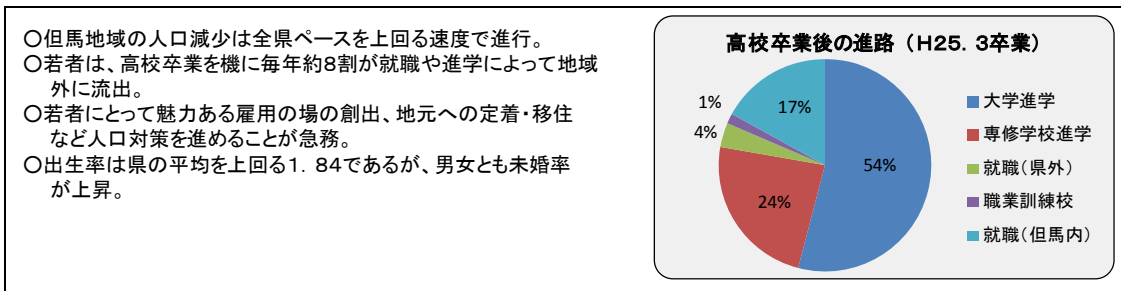 〇但馬地域の人口減少は全県ペースを上回る速度で進行。
〇若者は、高校卒業を機に毎年約8割が就職や進学によって地域
外に流出。
〇若者にとって魅力ある雇用の場の創出、地元への定着・移住
など人口対策を進めることが急務。
〇出生率は県の平均を上回る1．84であるが、男女とも未婚率
が上昇。
高校卒業後の進路（H25．3卒業）
1%
4%
17%
24%
54%
大学進学
専修学校進学
就職（県外）
職業訓練校
就職（但馬内）